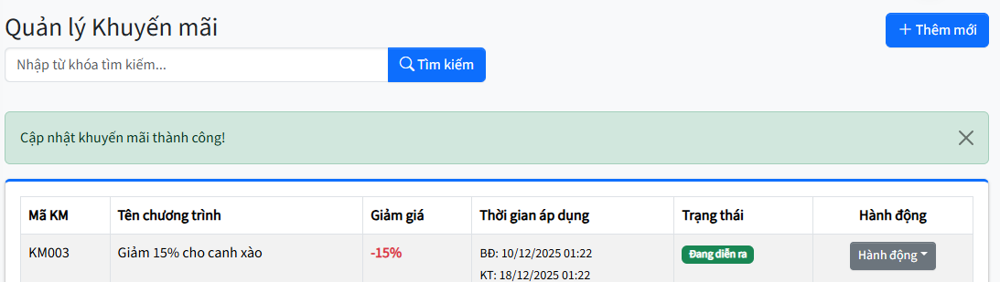 Quản lý Khuyến mãi
Thêm mới
Nhập từ khóa tìm kiếm...
Tìm kiếm
Cập nhật khuyến mãi thành công!
Mã KM Tên chương trình Giảm giá Thời gian áp dụng Trạng thái Hành động
KM003 Giảm 15% cho canh xào -15% BĐ: 10/12/2025 01:22 Đang diễn ra Hành động
KT: 18/12/2025 01:22